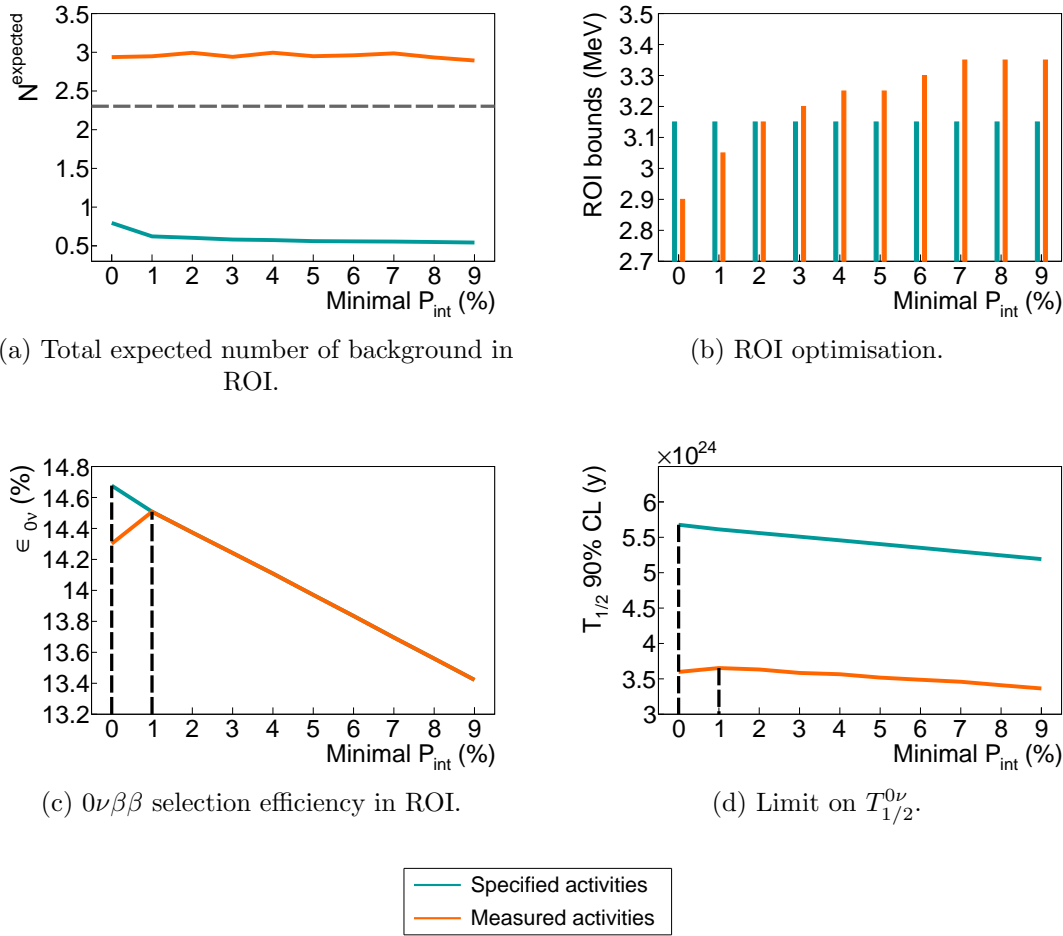 3.5
3
2.5
2
1.5
1
0.5
N^expected
0 1 2 3 4 5 6 7 8 9
Minimal P_int (%)
(a) Total expected number of background in
ROI.
3.5
3.4
3.3
3.2
3.1
3
2.9
2.8
2.7
ROI bounds (MeV)
0 1 2 3 4 5 6 7 8 9
Minimal P_int (%)
(b) ROI optimisation.
14.8
14.6
14.4
14.2
14
13.8
13.6
13.4
13.2
∈_0ν (%)
0 1 2 3 4 5 6 7 8 9
Minimal P_int (%)
(c) 0νββ selection efficiency in ROI.
×10^24
6
5.5
5
4.5
4
3.5
3
T_1/2 90% CL (y)
0 1 2 3 4 5 6 7 8 9
Minimal P_int (%)
(d) Limit on T^0ν_1/2.
Specified activities
Measured activities